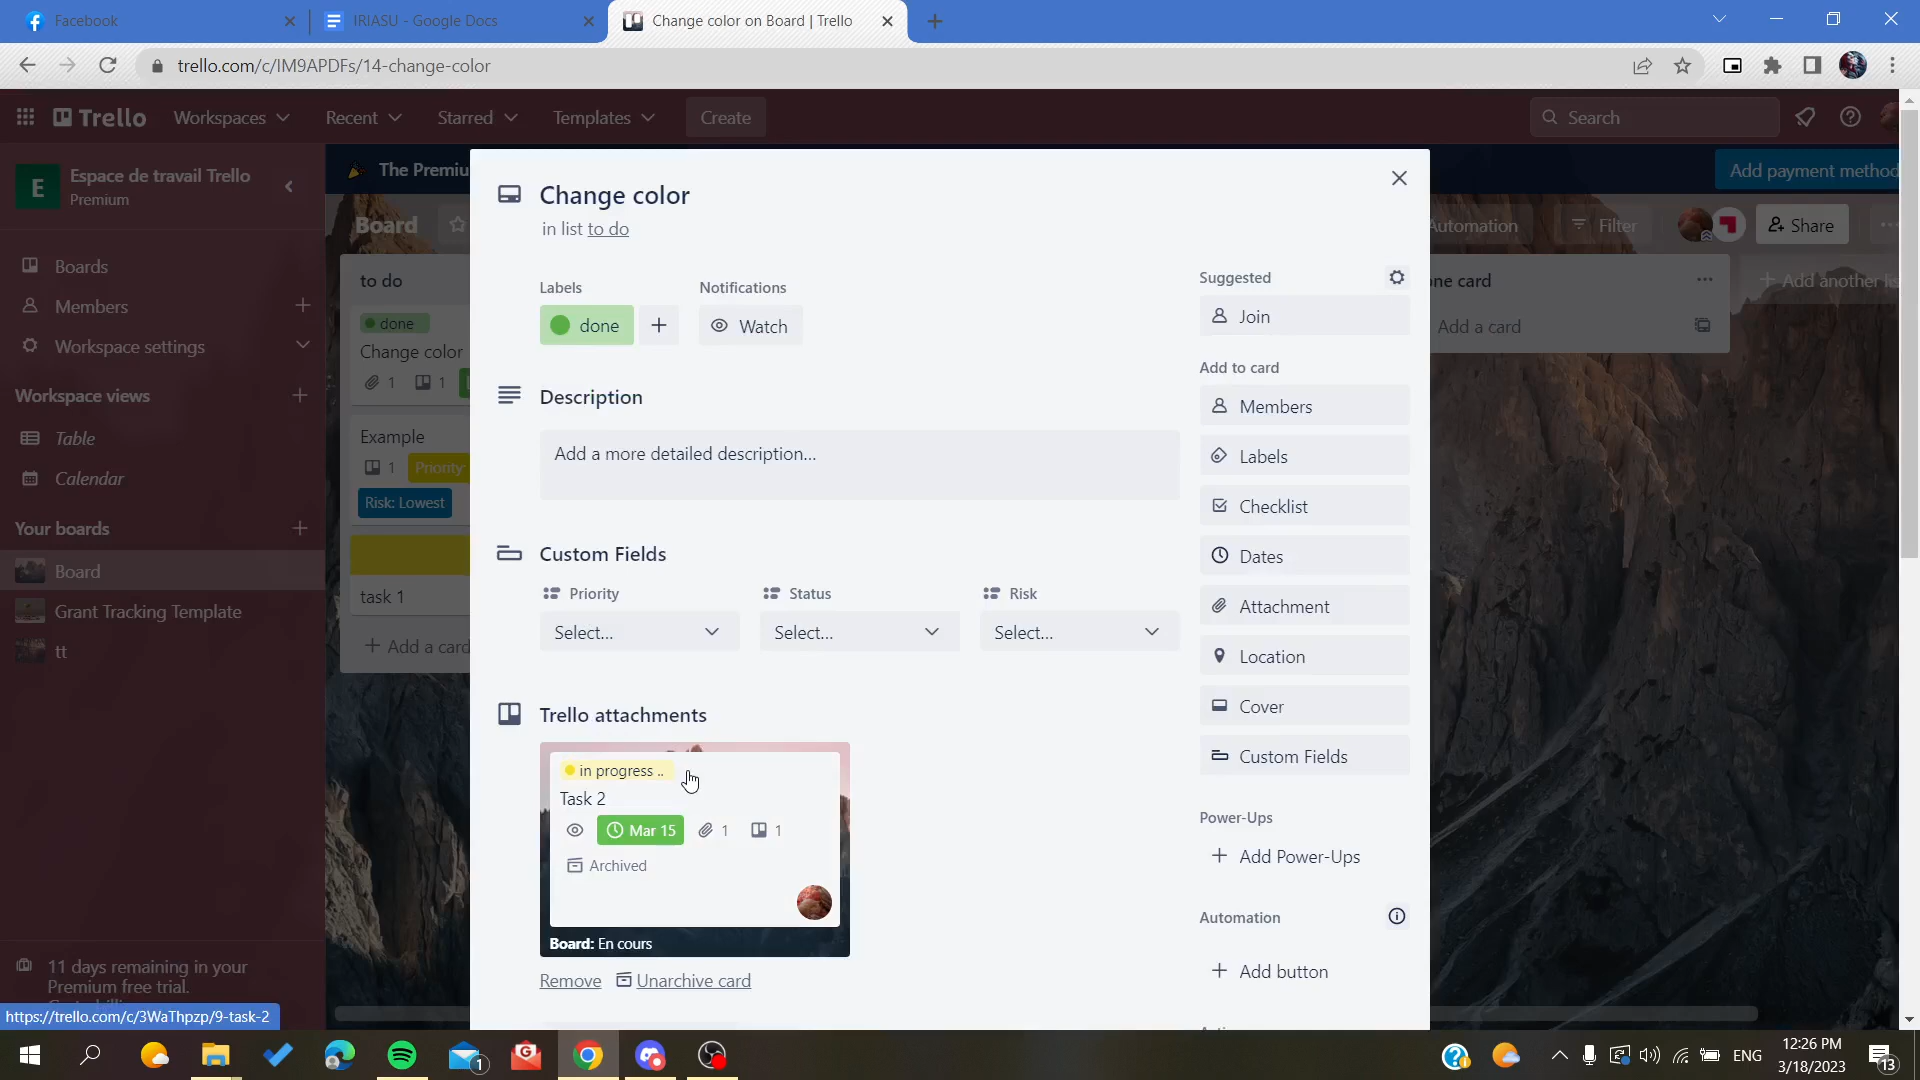 Facebook
IRIASU - Google Docs
Change color on Board | Trello
trello.com/c/IM9APDFs/14-change-color
Trello
Workspaces
Recent
Starred
Templates
Create
Search
E
Espace de travail Trello
Premium
The Premiu
Add payment method
Board
Automation
Filter
Share
Boards
Members
Workspace settings
Workspace views
Table
Calendar
Your boards
Board
Grant Tracking Template
tt
11 days remaining in your
Premium free trial.
https://trello.com/c/3WaThpzp/9-task-2
to do
done
Change color
1
1
Example
1
Priority:
Risk: Lowest
task 1
+ Add a card
Change color
in list to do
Labels
Notifications
done
+
Watch
Description
Add a more detailed description...
Custom Fields
Priority
Status
Risk
Select...
Select...
Select...
Trello attachments
in progress ..
Task 2
Mar 15
1
1
Archived
Board: En cours
Remove
Unarchive card
Suggested
Join
Add to card
Members
Labels
Checklist
Dates
Attachment
Location
Cover
Custom Fields
Power-Ups
+ Add Power-Ups
Automation
+ Add button
ne card
Add a card
+ Add another lis
1
ENG
12:26 PM
3/18/2023
13